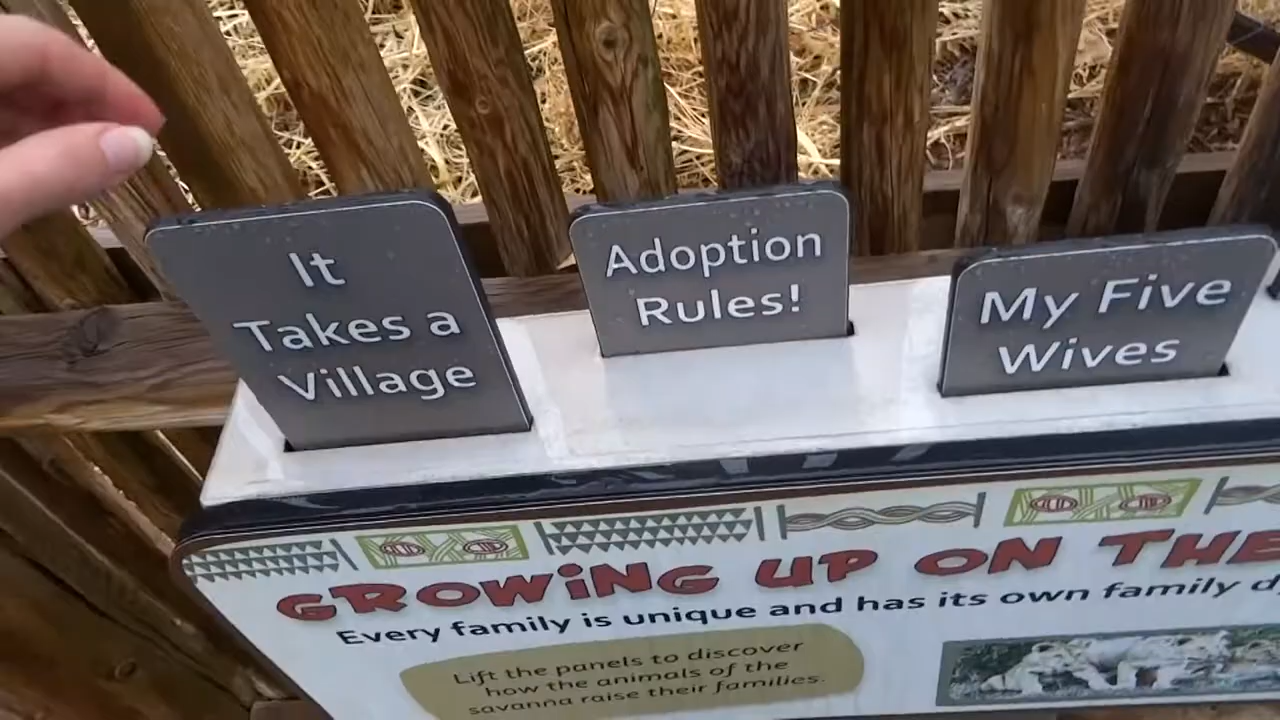 It
Takes a
Village
Adoption
Rules!
My Five
Wives
GROWING UP ON THE
Every family is unique and has its own family
Lift the panels to discover
how the animals of the
savanna raise their families.